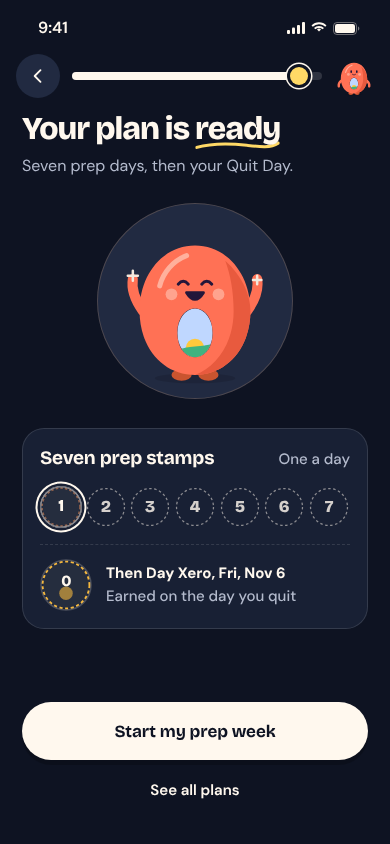 9:41
Your plan is ready
Seven prep days, then your Quit Day.
Seven prep stamps
One a day
1 2 3 4 5 6 7
0
Then Day Xero, Fri, Nov 6
Earned on the day you quit
Start my prep week
See all plans